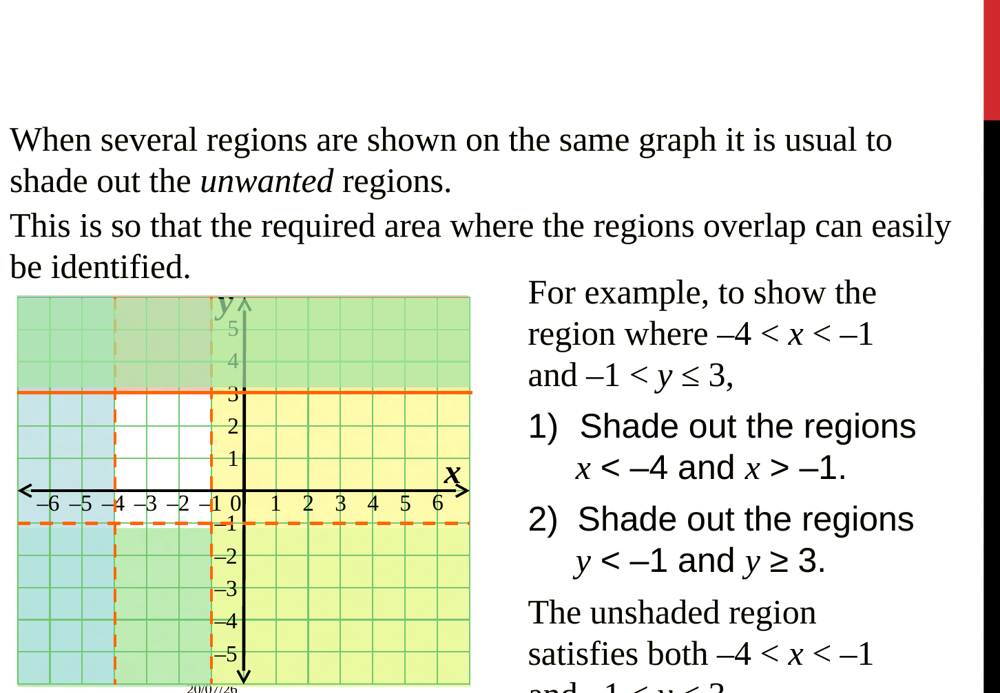 When several regions are shown on the same graph it is usual to
shade out the unwanted regions.
This is so that the required area where the regions overlap can easily
be identified.
For example, to show the
region where –4 < x < –1
and –1 < y ≤ 3,
1) Shade out the regions
x < –4 and x > –1.
2) Shade out the regions
y < –1 and y ≥ 3.
The unshaded region
satisfies both –4 < x < –1
y
5
4
3
2
1
x
–6 –5 –4 –3 –2 –1 0 1 2 3 4 5 6
–1
–2
–3
–4
–5
20/07/26